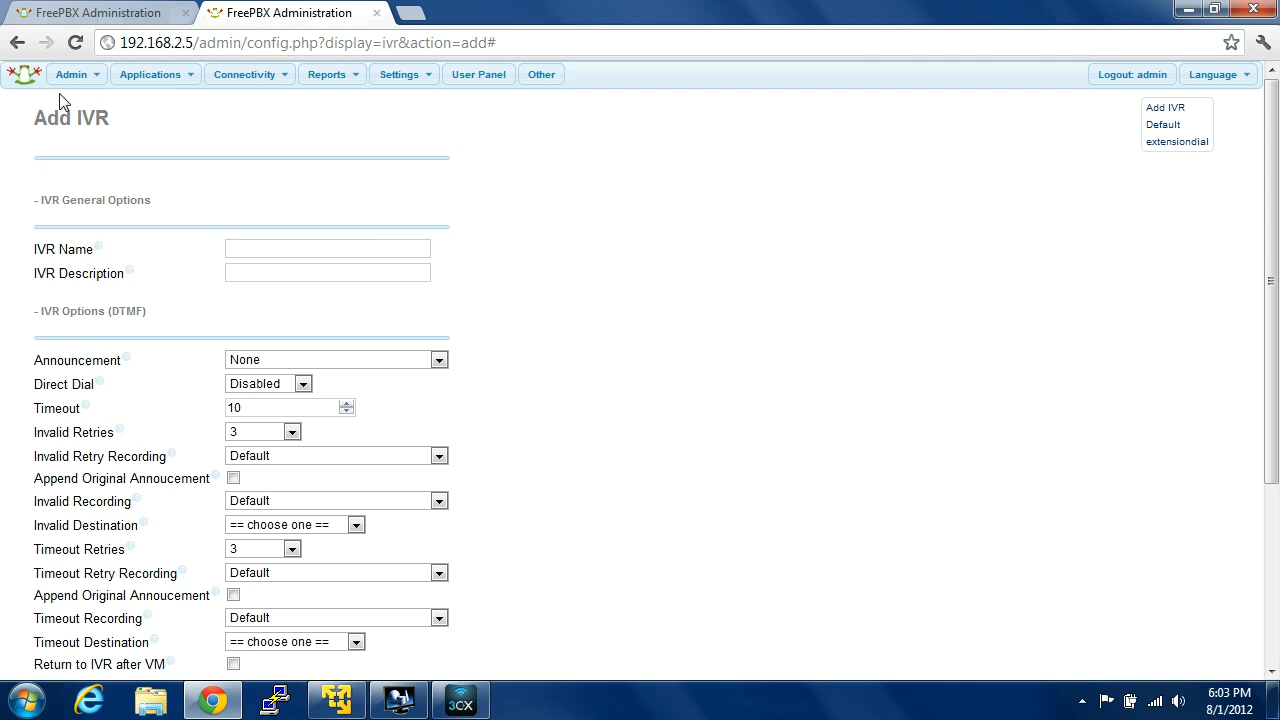 FreePBX Administration
FreePBX Administration
192.168.2.5/admin/config.php?display=ivr&action=add#
Admin Applications Connectivity Reports Settings User Panel Other Logout: admin Language
Add IVR
Add IVR
Default
extensiondial
- IVR General Options
IVR Name
IVR Description
- IVR Options (DTMF)
Announcement None
Direct Dial Disabled
Timeout 10
Invalid Retries 3
Invalid Retry Recording Default
Append Original Annoucement
Invalid Recording Default
Invalid Destination == choose one ==
Timeout Retries 3
Timeout Retry Recording Default
Append Original Annoucement
Timeout Recording Default
Timeout Destination == choose one ==
Return to IVR after VM
3CX
6:03 PM
8/1/2012